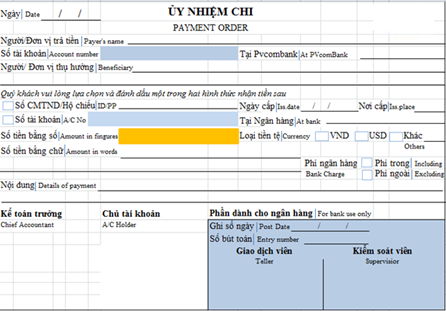 Ngày| Date / / ỦY NHIỆM CHI
PAYMENT ORDER
Người/Đơn vị trả tiền | Payer's name
Số tài khoản| Account number Tại Pvcombank| At PVcomBank
Người/ Đơn vị thụ hưởng | Beneficiary
Quý khách vui lòng lựa chọn và đánh dấu một trong hai hình thức nhận tiền sau
Số CMTND/Hộ chiếu| ID/PP Ngày cấp| Iss.date / / Nơi cấp| Iss.place
Số tài khoản| A/C No Tại Ngân hàng| At bank
Số tiền bằng số| Amount in fingures Loại tiền tệ| Currency VND USD Khác
Others
Số tiền bằng chữ| Amount in words
Phí ngân hàng Phí trong | Including
Bank Charge Phí ngoài | Excluding
Nội dung | Details of payment
Kế toán trưởng Chủ tài khoản Phần dành cho ngân hàng | For bank use only
Chief Accountant A/C Holder Ghi sổ ngày | Post Date / /
Số bút toán | Entry number
Giao dịch viên Kiểm soát viên
Teller Supervisior